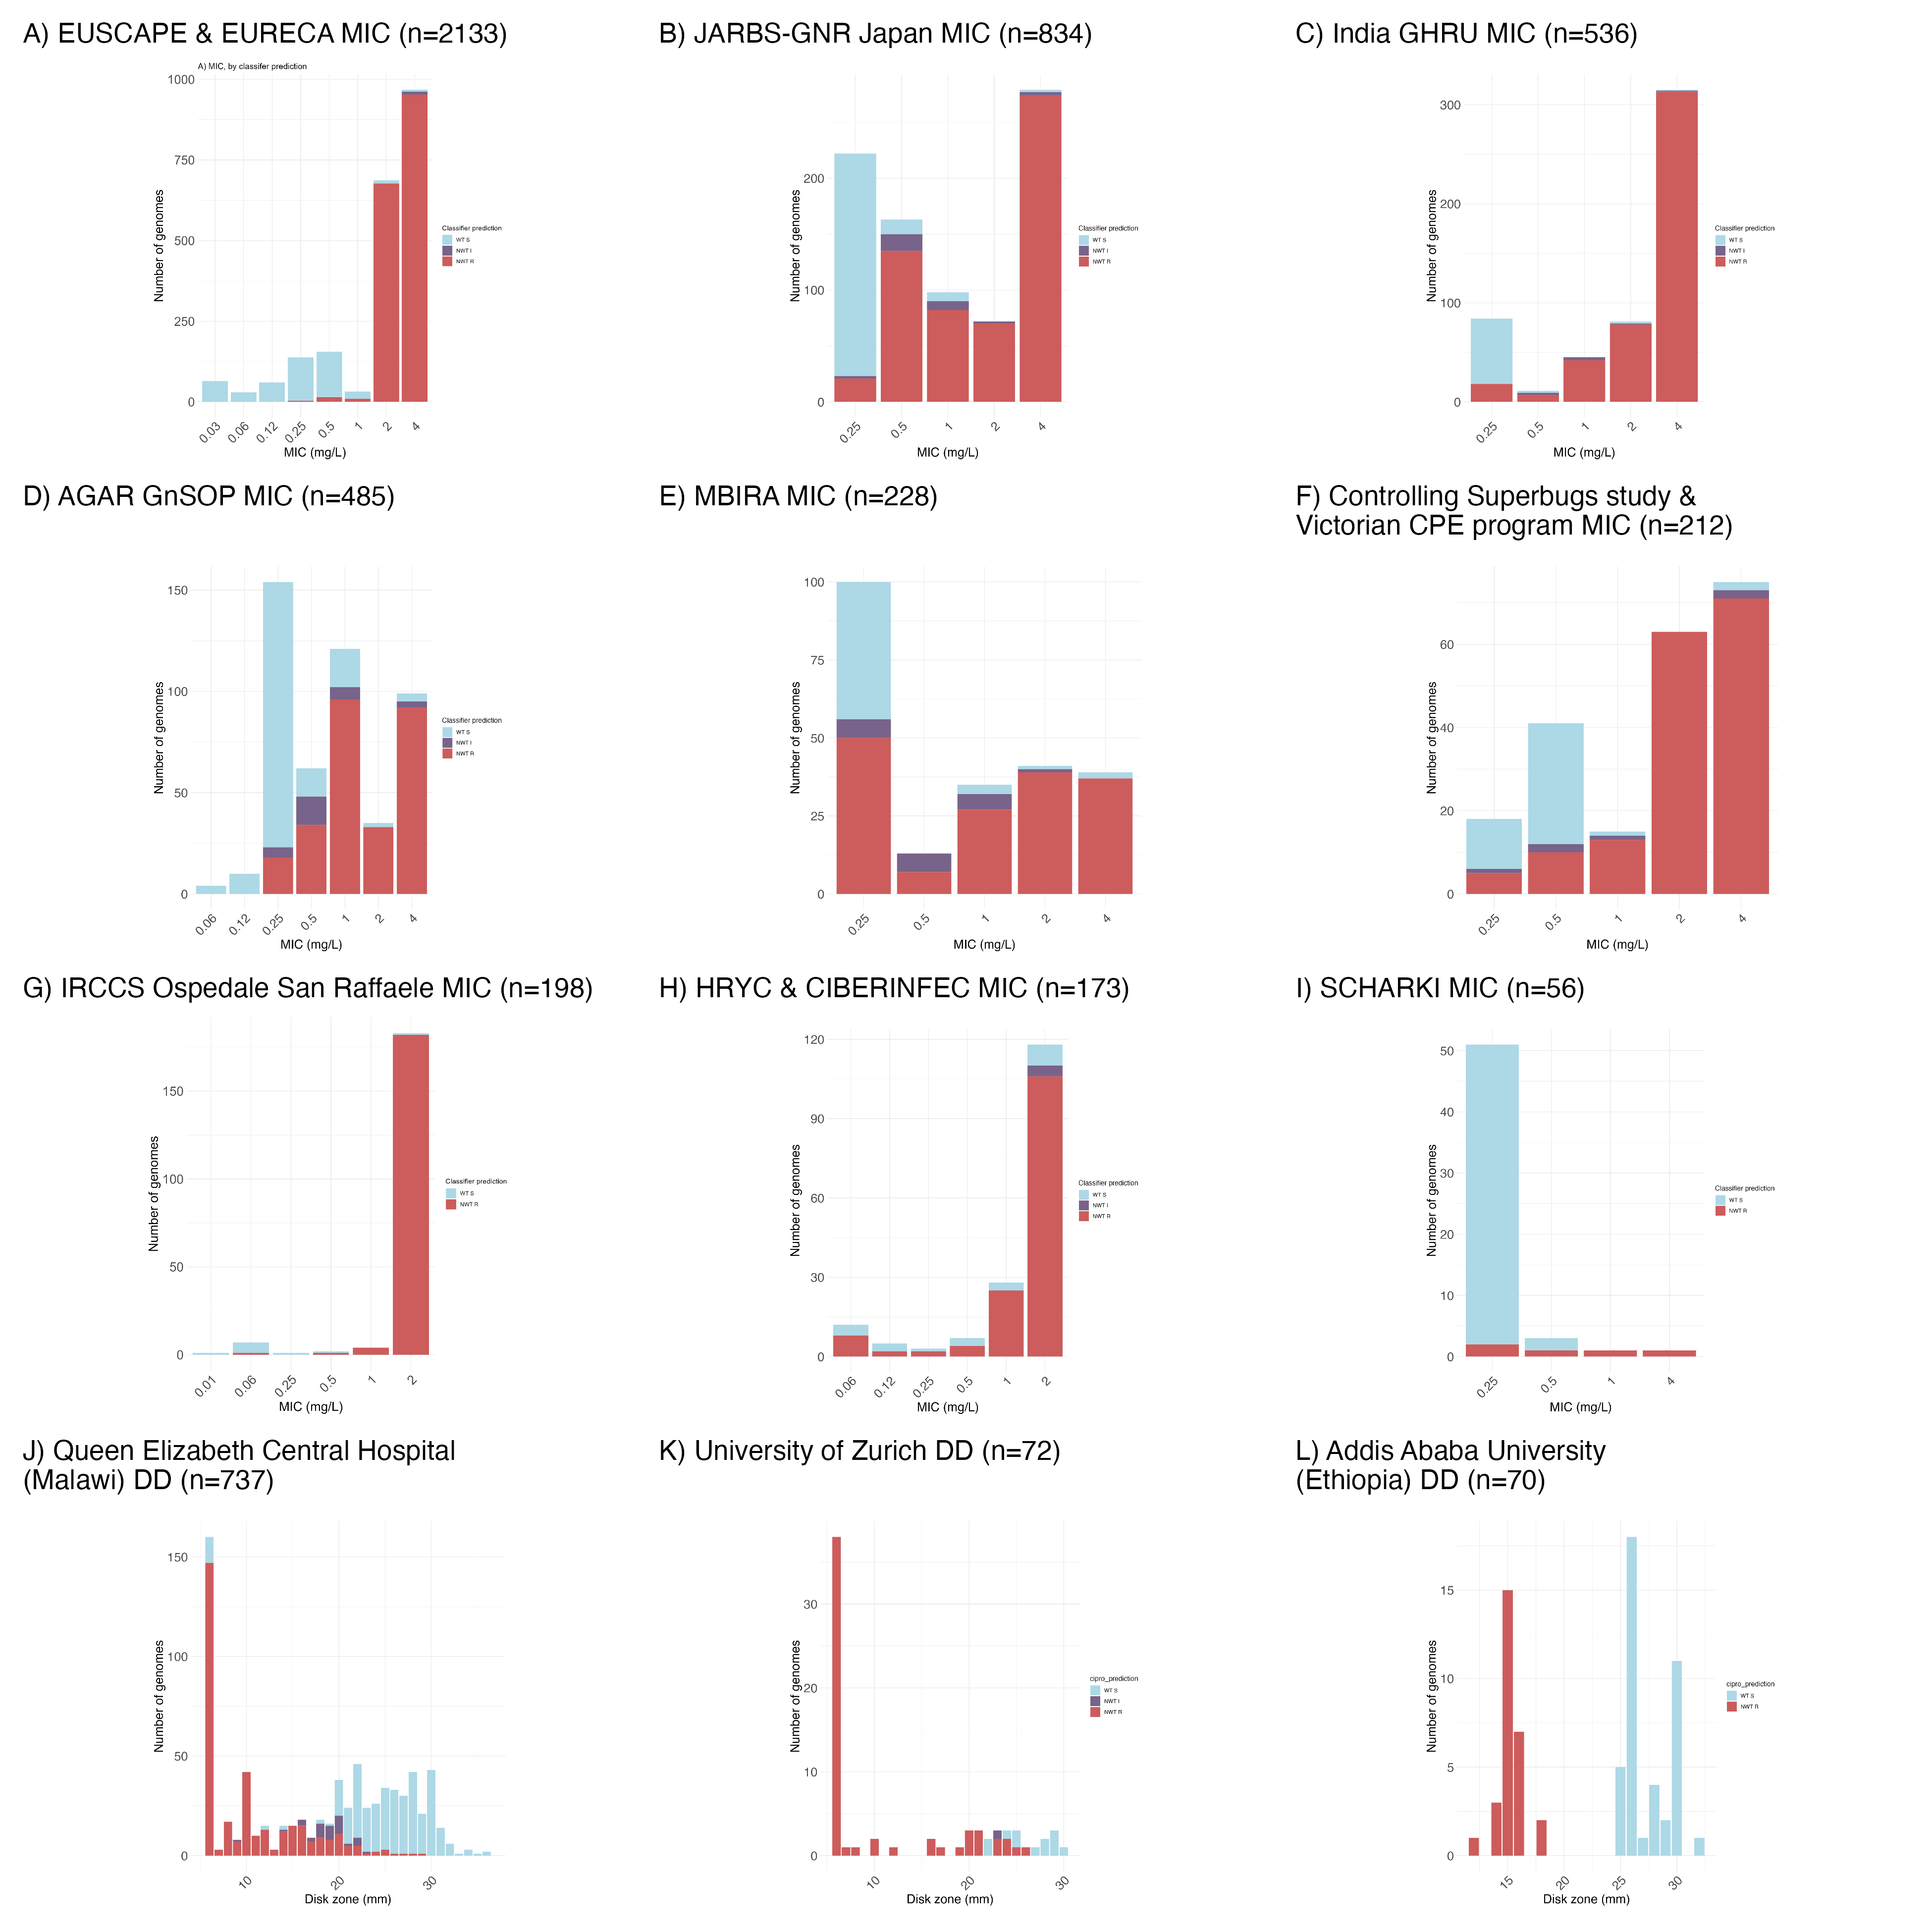 A) EUSCAPE & EURECA MIC (n=2133)
A) MIC, by classifer prediction
Number of genomes
1000
750
500
250
0
0.03
0.06
0.12
0.25
0.5
1
2
4
MIC (mg/L)
Classifier prediction
WT S
NWT I
NWT R
B) JARBS-GNR Japan MIC (n=834)
Number of genomes
200
100
0
0.25
0.5
1
2
4
MIC (mg/L)
Classifier prediction
WT S
NWT I
NWT R
C) India GHRU MIC (n=536)
Number of genomes
300
200
100
0
0.25
0.5
1
2
4
MIC (mg/L)
Classifier prediction
WT S
NWT I
NWT R
D) AGAR GnSOP MIC (n=485)
Number of genomes
150
100
50
0
0.06
0.12
0.25
0.5
1
2
4
MIC (mg/L)
Classifier prediction
WT S
NWT I
NWT R
E) MBIRA MIC (n=228)
Number of genomes
100
75
50
25
0
0.25
0.5
1
2
4
MIC (mg/L)
F) Controlling Superbugs study &
Victorian CPE program MIC (n=212)
Number of genomes
60
40
20
0
0.25
0.5
1
2
4
MIC (mg/L)
G) IRCCS Ospedale San Raffaele MIC (n=198)
Number of genomes
150
100
50
0
0.01
0.06
0.25
0.5
1
2
MIC (mg/L)
Classifier prediction
WT S
NWT R
H) HRYC & CIBERINFEC MIC (n=173)
Number of genomes
120
90
60
30
0
0.06
0.12
0.25
0.5
1
2
MIC (mg/L)
Classifier prediction
WT S
NWT I
NWT R
I) SCHARKI MIC (n=56)
Number of genomes
50
40
30
20
10
0
0.25
0.5
1
4
MIC (mg/L)
Classifier prediction
WT S
NWT R
J) Queen Elizabeth Central Hospital
(Malawi) DD (n=737)
Number of genomes
150
100
50
0
10
20
30
Disk zone (mm)
K) University of Zurich DD (n=72)
Number of genomes
30
20
10
0
10
20
30
Disk zone (mm)
cipro_prediction
WT S
NWT I
NWT R
L) Addis Ababa University
(Ethiopia) DD (n=70)
Number of genomes
15
10
5
0
15
20
25
30
Disk zone (mm)
cipro_prediction
WT S
NWT R